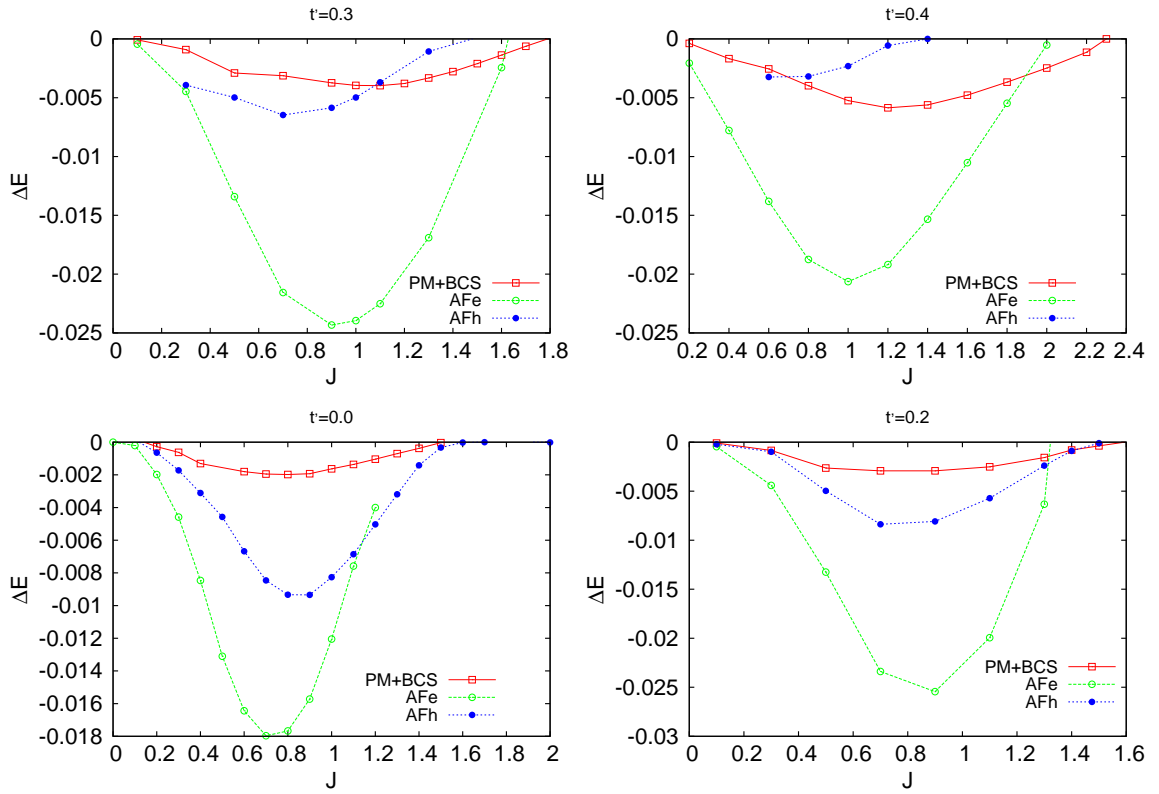 t'=0.3
0
-0.005
-0.01
-0.015
-0.02
-0.025
ΔE
PM+BCS
AFe
AFh
0 0.2 0.4 0.6 0.8 1 1.2 1.4 1.6 1.8
J
t'=0.4
0
-0.005
-0.01
-0.015
-0.02
-0.025
ΔE
PM+BCS
AFe
AFh
0.2 0.4 0.6 0.8 1 1.2 1.4 1.6 1.8 2 2.2 2.4
J
t'=0.0
0
-0.002
-0.004
-0.006
-0.008
-0.01
-0.012
-0.014
-0.016
-0.018
ΔE
PM+BCS
AFe
AFh
0 0.2 0.4 0.6 0.8 1 1.2 1.4 1.6 1.8 2
J
t'=0.2
0
-0.005
-0.01
-0.015
-0.02
-0.025
-0.03
ΔE
PM+BCS
AFe
AFh
0 0.2 0.4 0.6 0.8 1 1.2 1.4 1.6
J